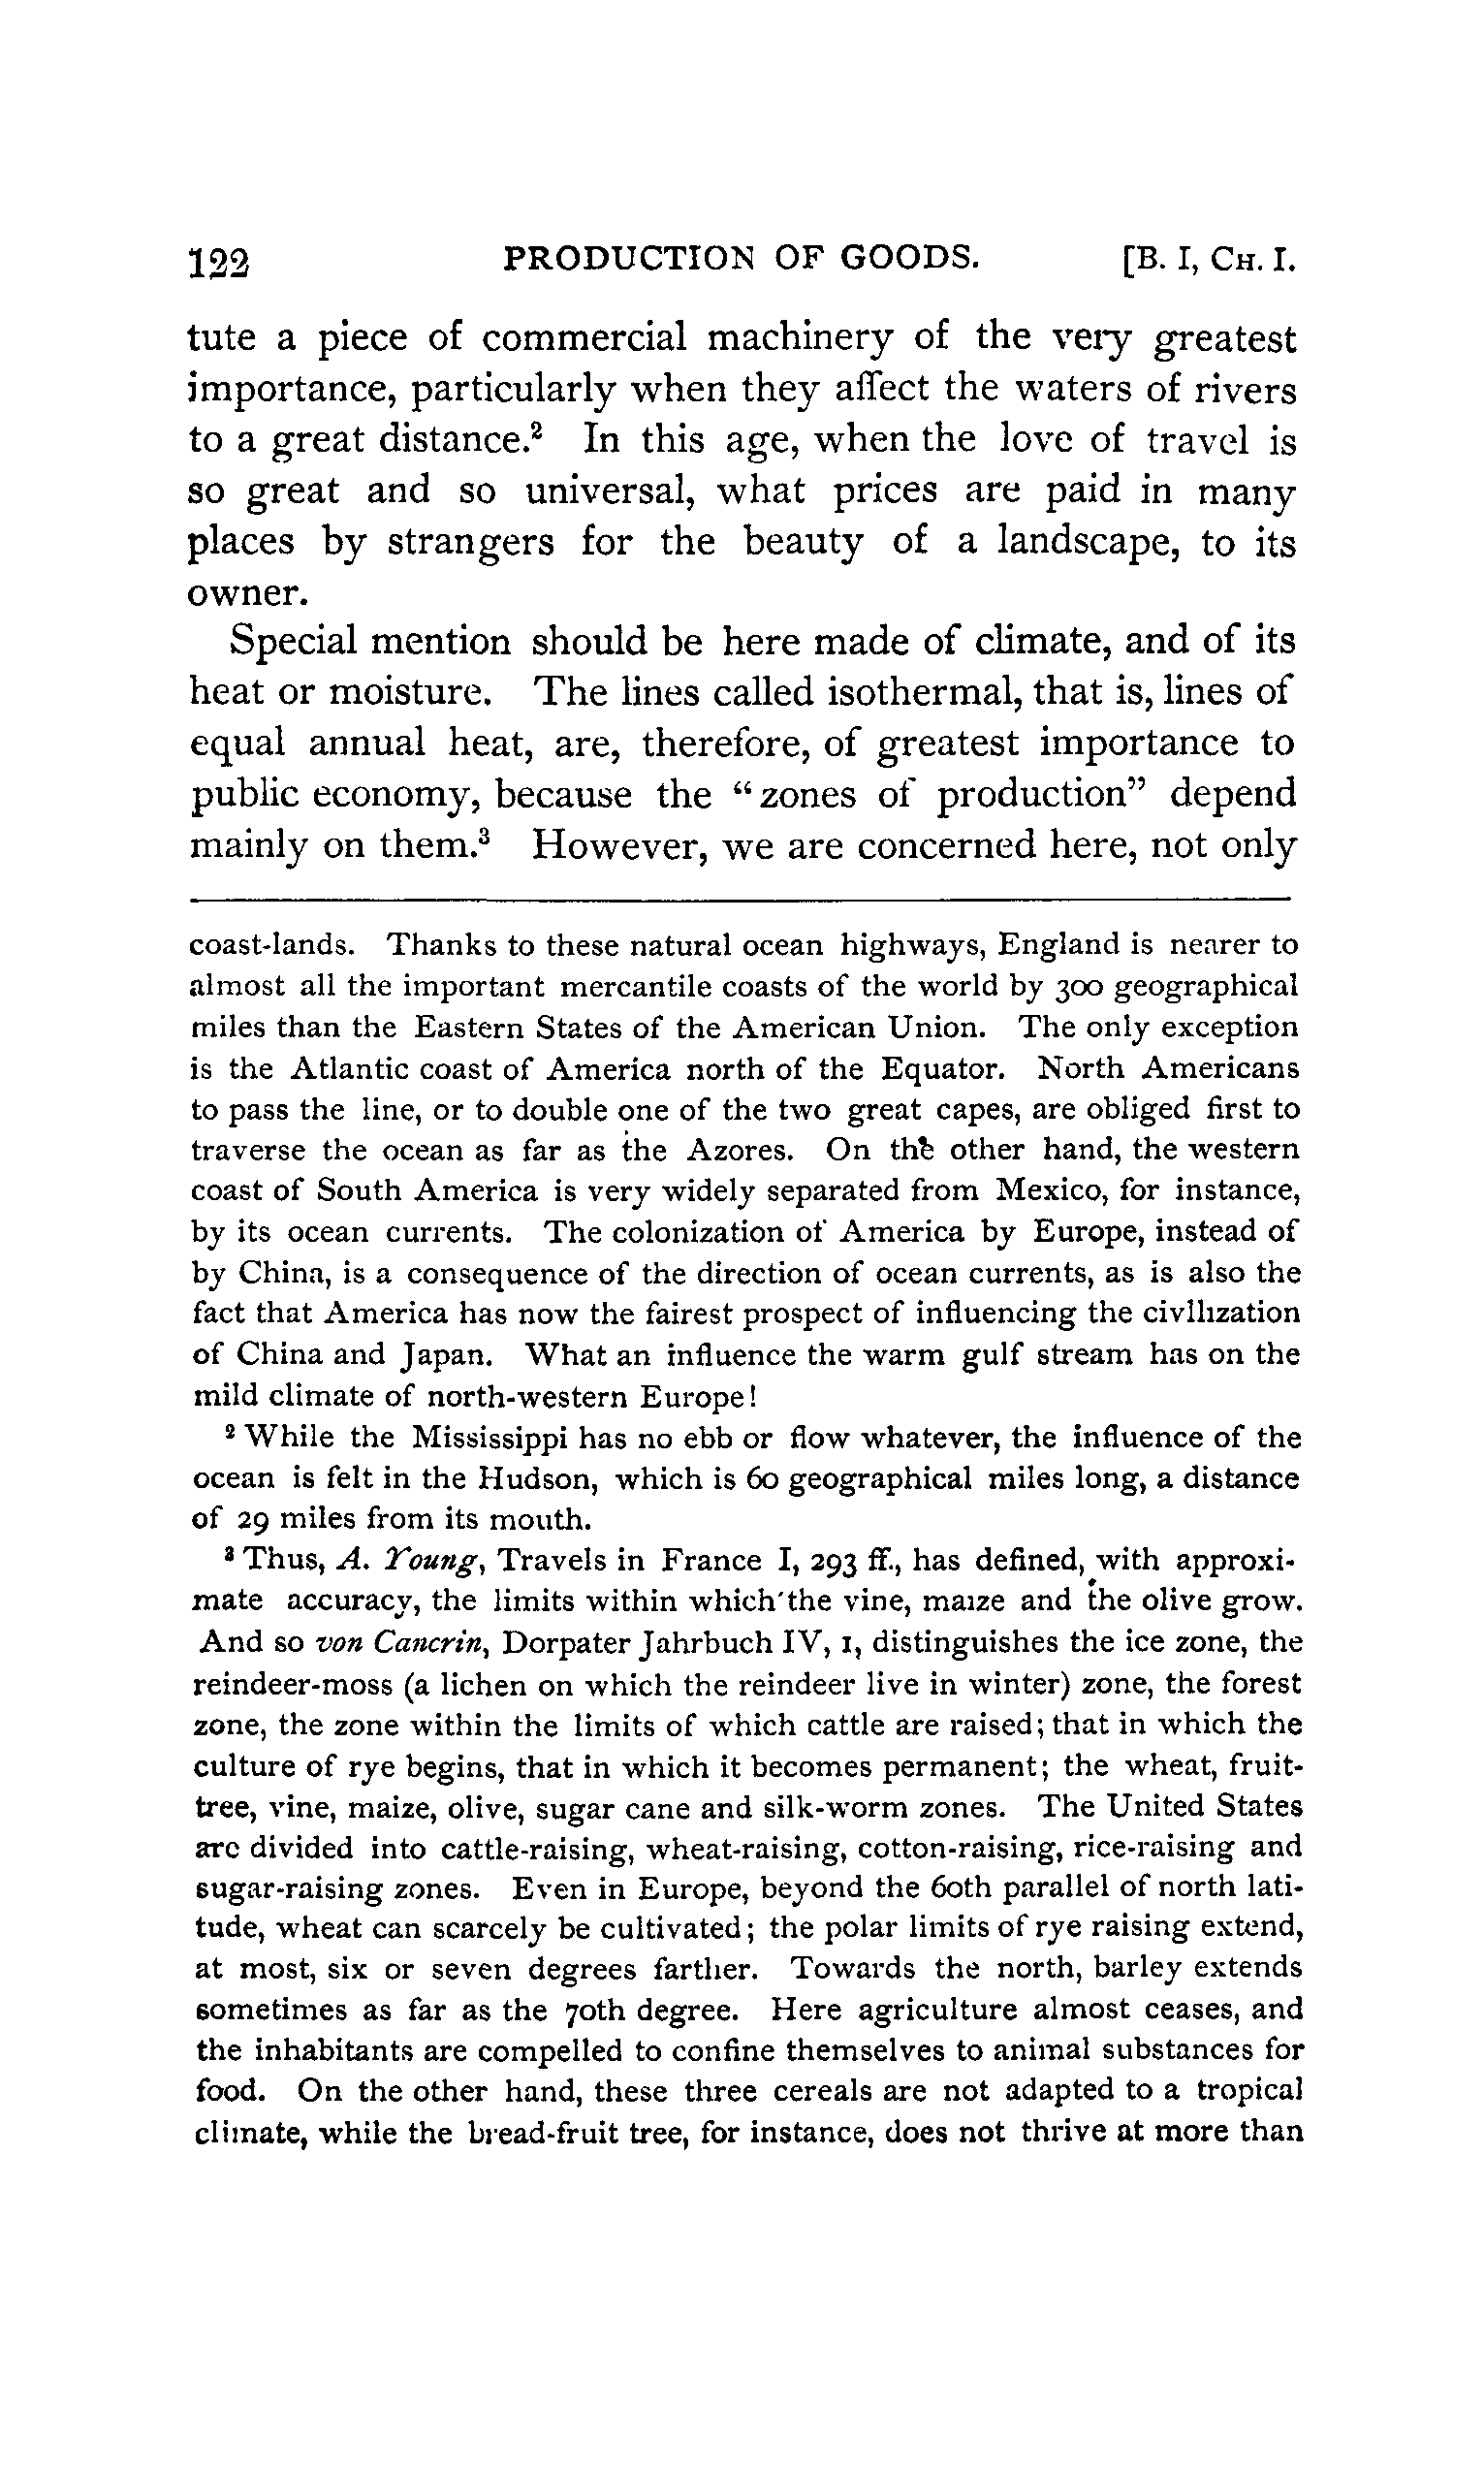 122 PRODUCTION OF GOODS. [B. I, CH. I.
tute a piece of commercial machinery of the very greatest
importance, particularly when they affect the waters of rivers
to a great distance.² In this age, when the love of travel is
so great and so universal, what prices are paid in many
places by strangers for the beauty of a landscape, to its
owner.
Special mention should be here made of climate, and of its
heat or moisture. The lines called isothermal, that is, lines of
equal annual heat, are, therefore, of greatest importance to
public economy, because the “zones of production” depend
mainly on them.³ However, we are concerned here, not only
coast-lands. Thanks to these natural ocean highways, England is nearer to
almost all the important mercantile coasts of the world by 300 geographical
miles than the Eastern States of the American Union. The only exception
is the Atlantic coast of America north of the Equator. North Americans
to pass the line, or to double one of the two great capes, are obliged first to
traverse the ocean as far as the Azores. On the other hand, the western
coast of South America is very widely separated from Mexico, for instance,
by its ocean currents. The colonization of America by Europe, instead of
by China, is a consequence of the direction of ocean currents, as is also the
fact that America has now the fairest prospect of influencing the civilization
of China and Japan. What an influence the warm gulf stream has on the
mild climate of north-western Europe!
² While the Mississippi has no ebb or flow whatever, the influence of the
ocean is felt in the Hudson, which is 60 geographical miles long, a distance
of 29 miles from its mouth.
³ Thus, A. Young, Travels in France I, 293 ff., has defined, with approxi-
mate accuracy, the limits within which the vine, maize and the olive grow.
And so von Cancrin, Dorpater Jahrbuch IV, 1, distinguishes the ice zone, the
reindeer-moss (a lichen on which the reindeer live in winter) zone, the forest
zone, the zone within the limits of which cattle are raised; that in which the
culture of rye begins, that in which it becomes permanent; the wheat, fruit-
tree, vine, maize, olive, sugar cane and silk-worm zones. The United States
are divided into cattle-raising, wheat-raising, cotton-raising, rice-raising and
sugar-raising zones. Even in Europe, beyond the 60th parallel of north lati-
tude, wheat can scarcely be cultivated; the polar limits of rye raising extend,
at most, six or seven degrees farther. Towards the north, barley extends
sometimes as far as the 70th degree. Here agriculture almost ceases, and
the inhabitants are compelled to confine themselves to animal substances for
food. On the other hand, these three cereals are not adapted to a tropical
climate, while the bread-fruit tree, for instance, does not thrive at more than